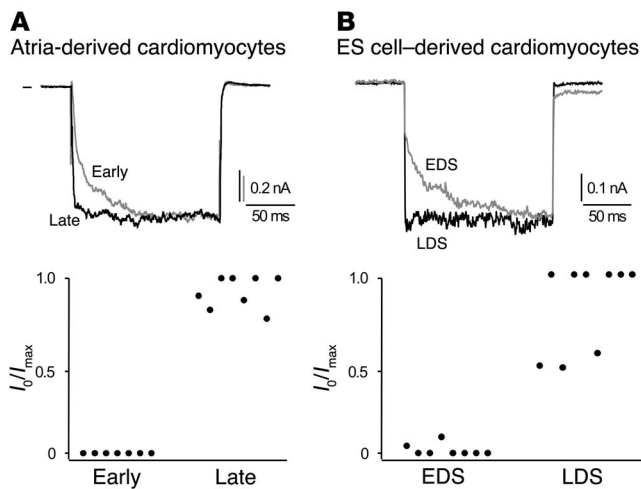 A
Atria-derived cardiomyocytes
Early
Late
0.2 nA
50 ms
I0/Imax
1.0
0.5
0
Early
Late
B
ES cell–derived cardiomyocytes
EDS
LDS
0.1 nA
50 ms
I0/Imax
1.0
0.5
0
EDS
LDS